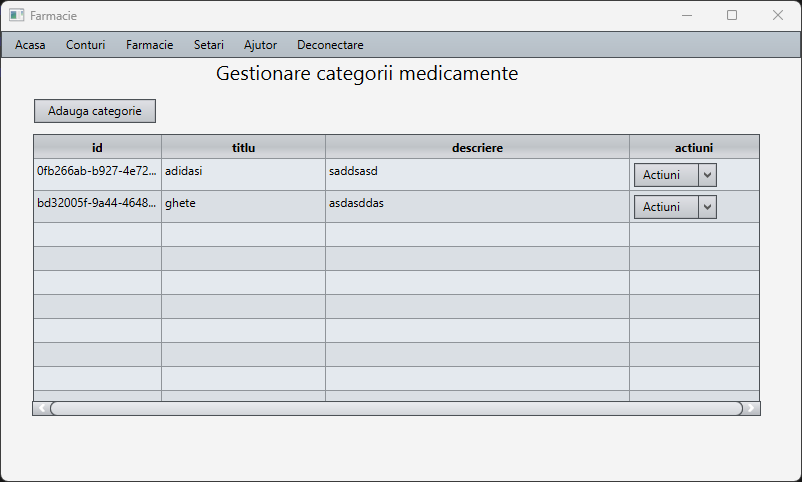 Farmacie
Acasa Conturi Farmacie Setari Ajutor Deconectare
Gestionare categorii medicamente
Adauga categorie
id titlu descriere actiuni
0fb266ab-b927-4e72... adidasi saddsasd Actiuni
bd32005f-9a44-4648... ghete asdasddas Actiuni